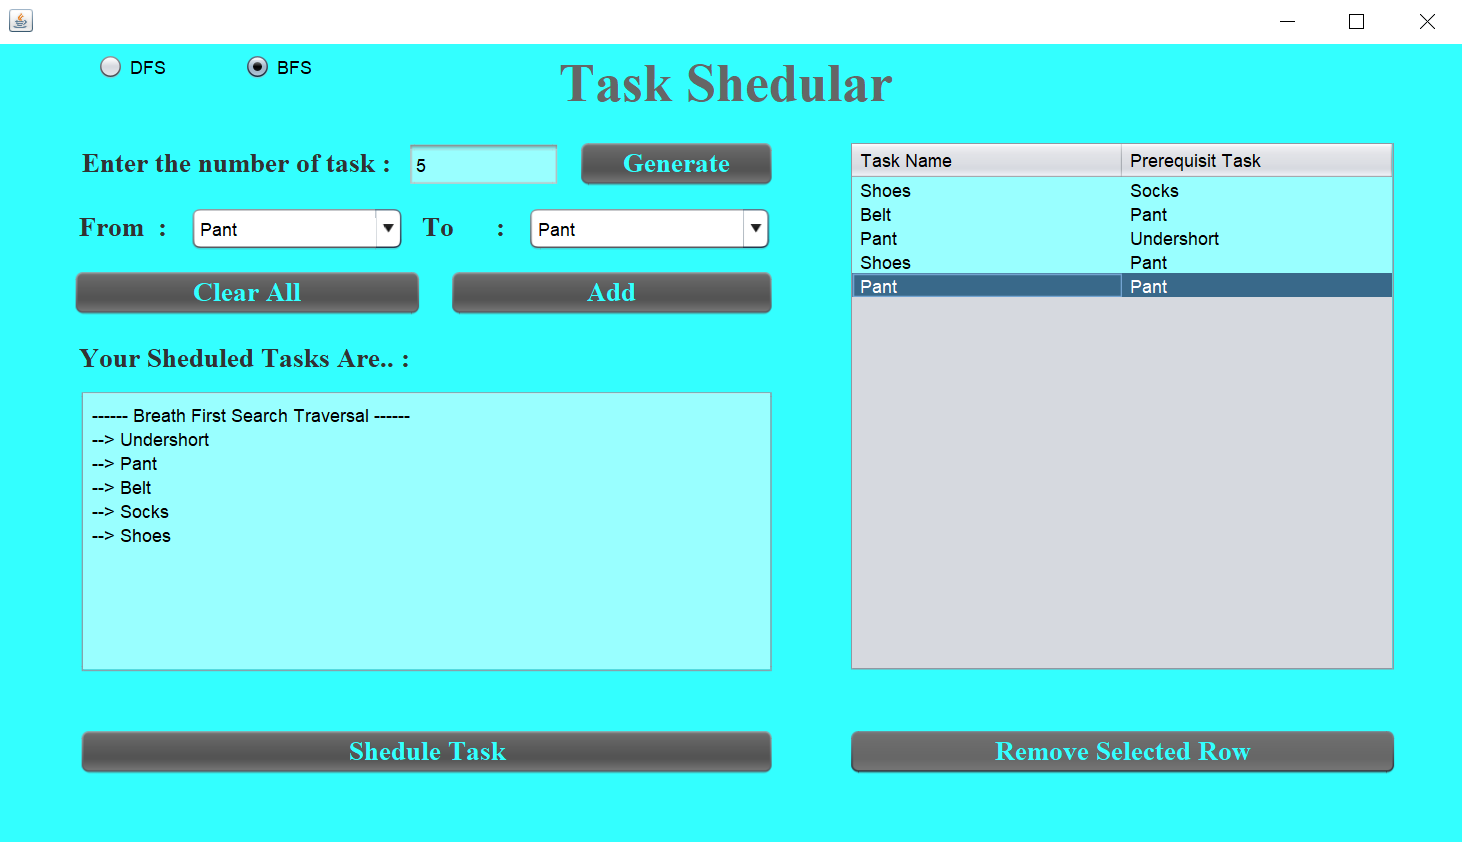 DFS BFS
Task Shedular
Enter the number of task : 5 Generate
From : Pant To : Pant
Clear All Add
Your Sheduled Tasks Are.. :
------ Breath First Search Traversal ------
--> Undershort
--> Pant
--> Belt
--> Socks
--> Shoes
Shedule Task
Task Name Prerequisit Task
Shoes Socks
Belt Pant
Pant Undershort
Shoes Pant
Pant Pant
Remove Selected Row